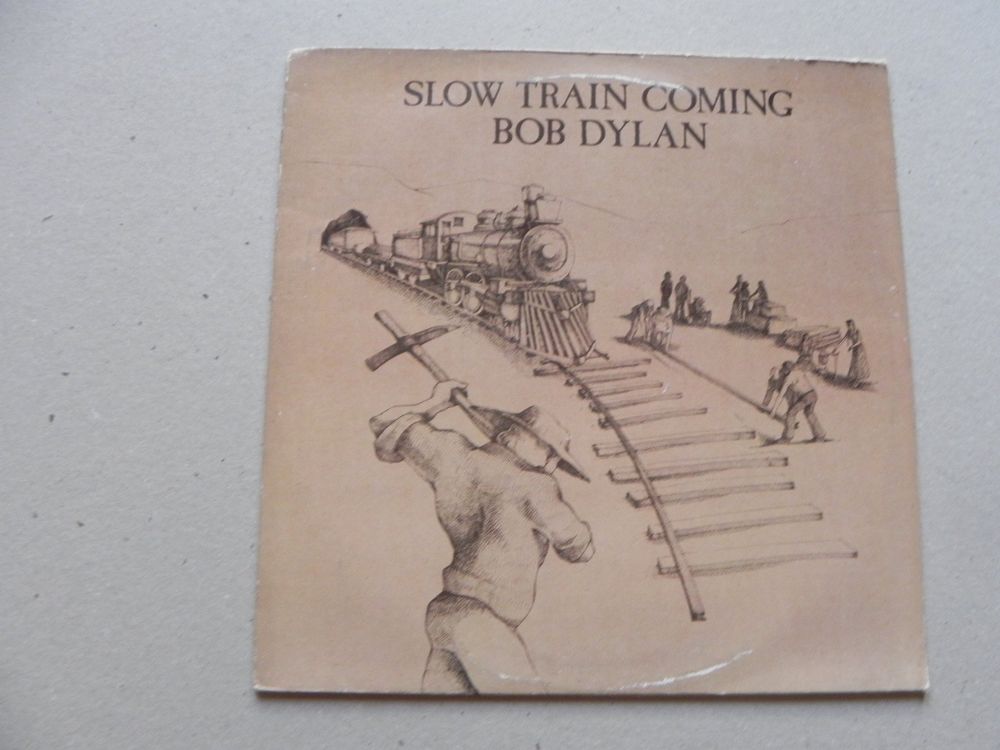 SLOW TRAIN COMING
BOB DYLAN